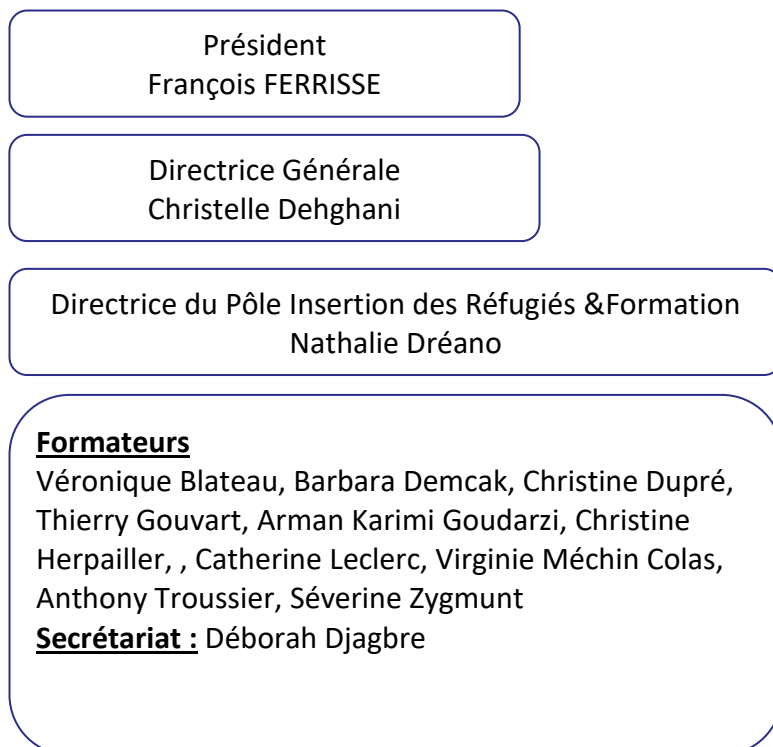 Président
François FERRISSE
Directrice Générale
Christelle Dehghani
Directrice du Pôle Insertion des Réfugiés &Formation
Nathalie Dréano
Formateurs
Véronique Blateau, Barbara Demcak, Christine Dupré,
Thierry Gouvart, Arman Karimi Goudarzi, Christine
Herpailler, , Catherine Leclerc, Virginie Méchin Colas,
Anthony Troussier, Séverine Zygmunt
Secrétariat : Déborah Djagbre